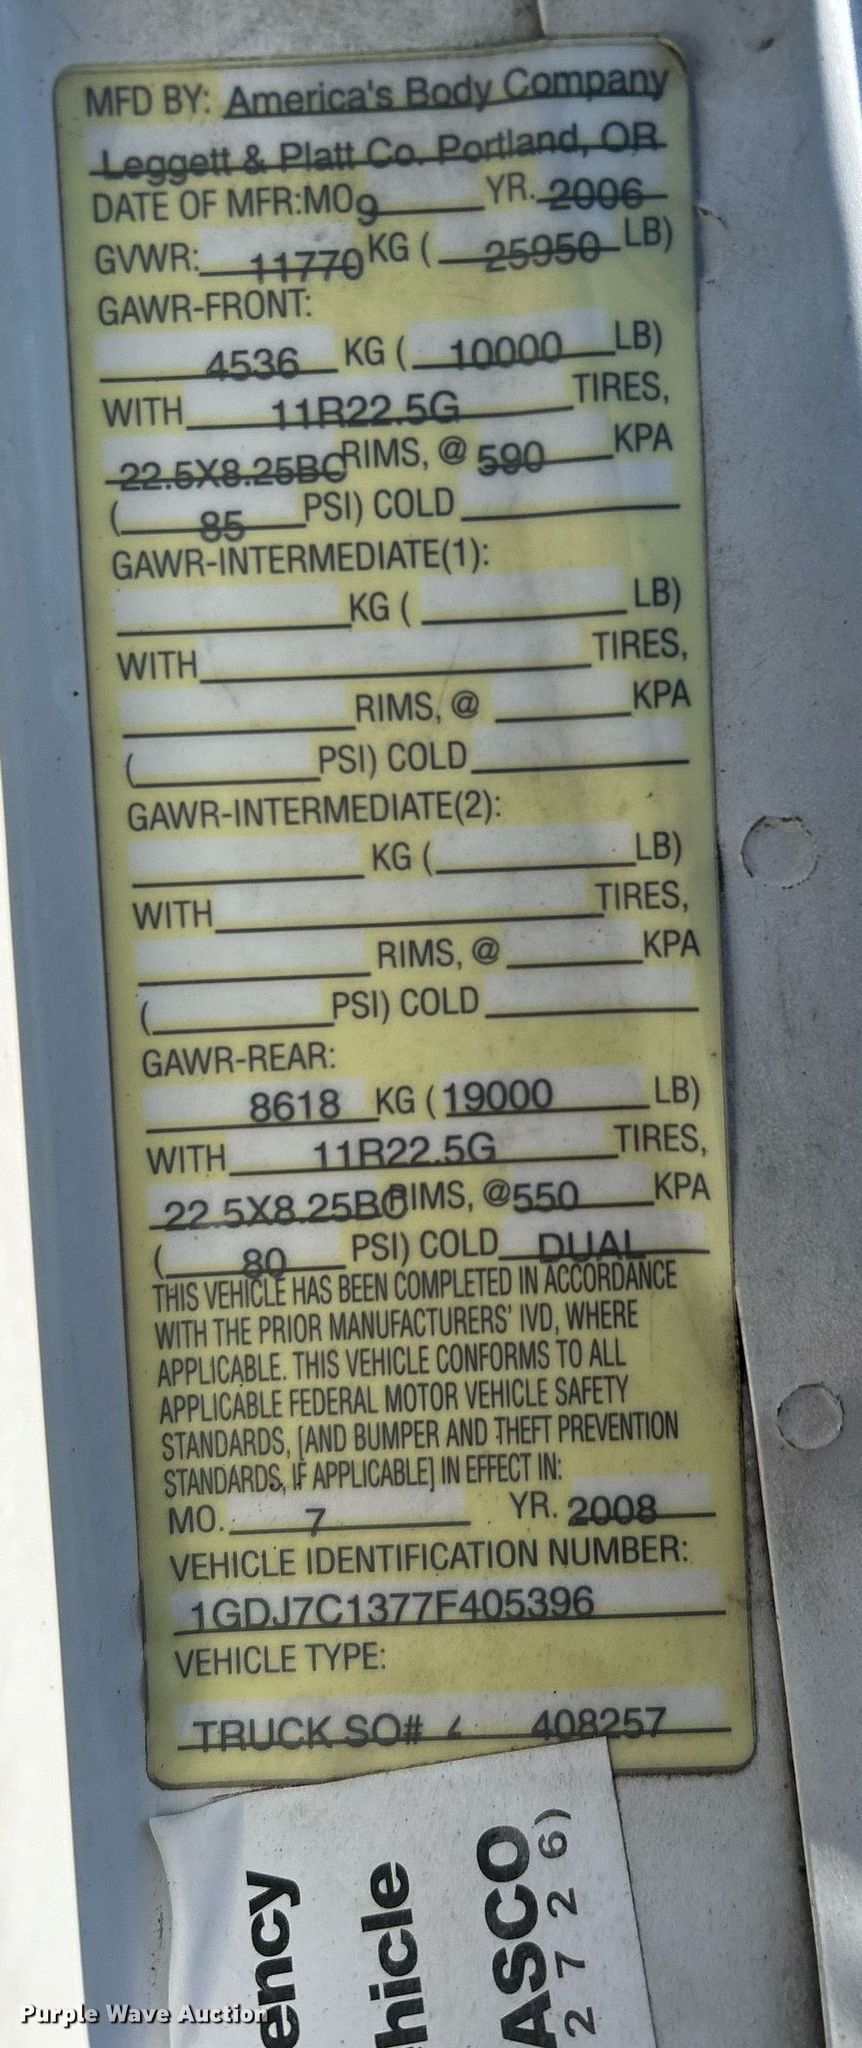 MFD BY: America's Body Company
Leggett & Platt Co. Portland, OR
DATE OF MFR:MO 9 YR. 2006
GVWR: 11770 KG ( 25950 LB)
GAWR-FRONT:
4536 KG ( 10000 LB)
WITH 11R22.5G TIRES,
22.5X8.25BC RIMS, @ 590 KPA
( 85 PSI) COLD
GAWR-INTERMEDIATE(1):
KG ( LB)
WITH TIRES,
RIMS, @ KPA
( PSI) COLD
GAWR-INTERMEDIATE(2):
KG ( LB)
WITH TIRES,
RIMS, @ KPA
( PSI) COLD
GAWR-REAR:
8618 KG ( 19000 LB)
WITH 11R22.5G TIRES,
22.5X8.25BC RIMS, @ 550 KPA
( 80 PSI) COLD DUAL
THIS VEHICLE HAS BEEN COMPLETED IN ACCORDANCE
WITH THE PRIOR MANUFACTURERS' IVD, WHERE
APPLICABLE. THIS VEHICLE CONFORMS TO ALL
APPLICABLE FEDERAL MOTOR VEHICLE SAFETY
STANDARDS, [AND BUMPER AND THEFT PREVENTION
STANDARDS, IF APPLICABLE] IN EFFECT IN:
MO. 7 YR. 2008
VEHICLE IDENTIFICATION NUMBER:
1GDJ7C1377F405396
VEHICLE TYPE:
TRUCK SO# 408257
ency
hicle
ASCO
2726)
Purple Wave Auction